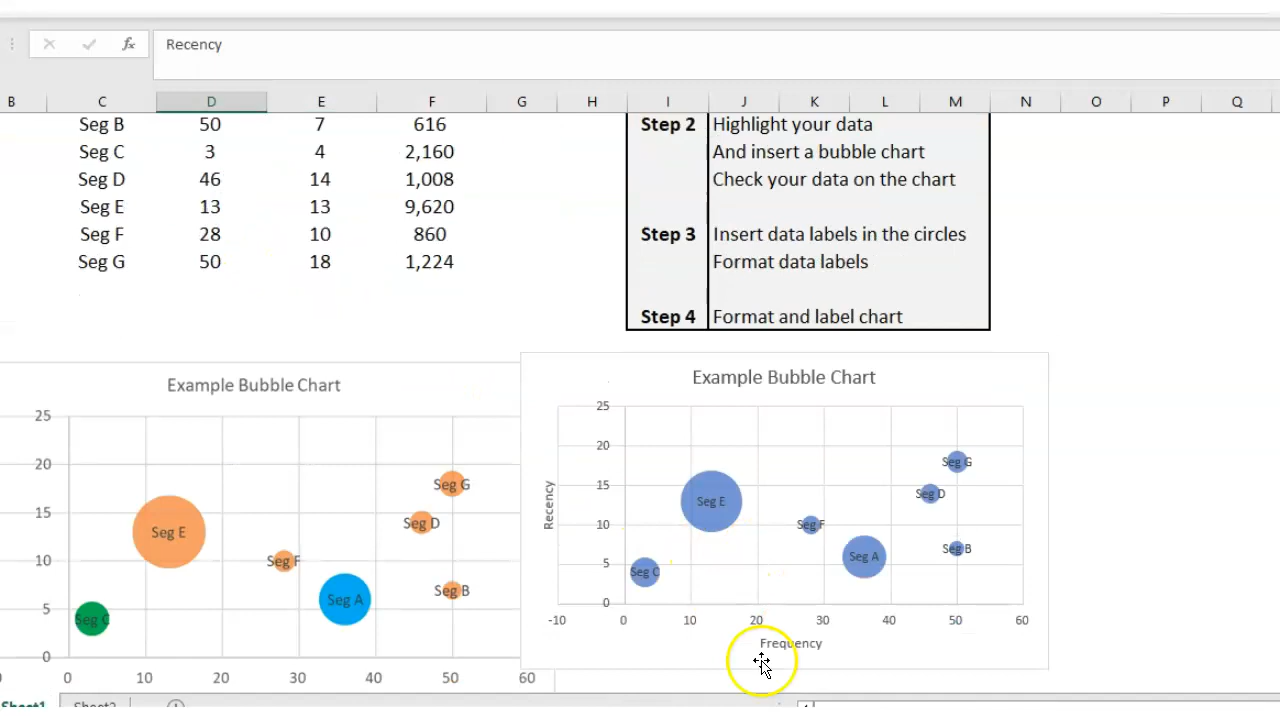 fx Recency
B C D E F G H I J K L M N O P Q
Seg B 50 7 616
Seg C 3 4 2,160
Seg D 46 14 1,008
Seg E 13 13 9,620
Seg F 28 10 860
Seg G 50 18 1,224
Step 2 Highlight your data
And insert a bubble chart
Check your data on the chart
Step 3 Insert data labels in the circles
Format data labels
Step 4 Format and label chart
Example Bubble Chart
25
20
15
10
5
0
Seg G
Seg D
Seg E
Seg F
Seg B
Seg A
Seg C
0 10 20 30 40 50 60
Example Bubble Chart
Recency
25
20
15
10
5
0
Seg G
Seg D
Seg E
Seg F
Seg B
Seg A
Seg C
-10 0 10 20 30 40 50 60
Frequency
Sheet1 Sheet2